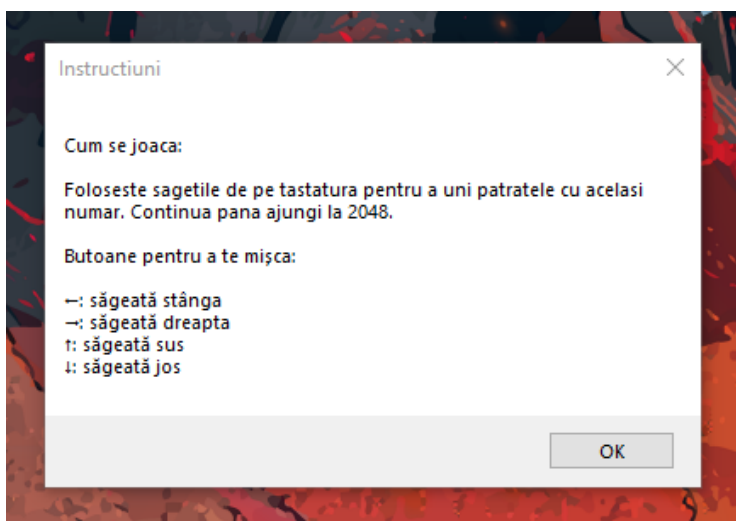 Instructiuni
Cum se joaca:
Foloseste sagetile de pe tastatura pentru a uni patratele cu acelasi
numar. Continua pana ajungi la 2048.
Butoane pentru a te mișca:
←: săgeată stânga
→: săgeată dreapta
↑: săgeată sus
↓: săgeată jos
OK